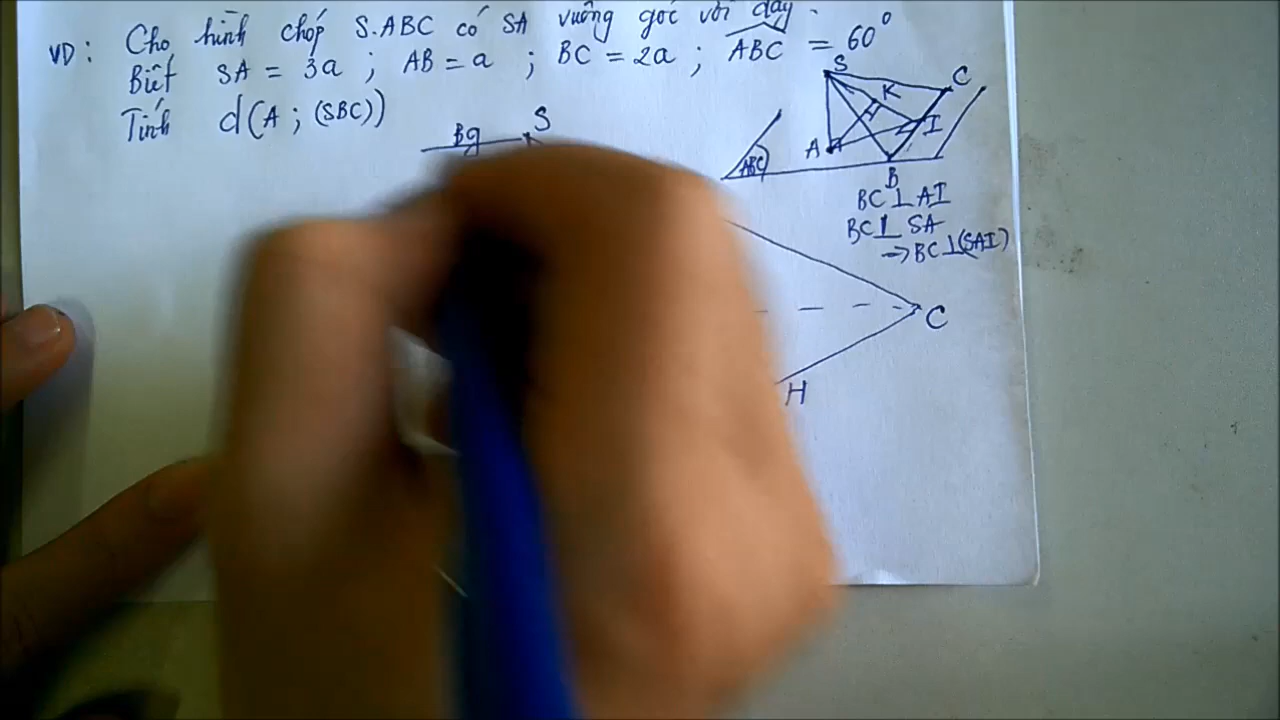 VD: Cho hình chóp S.ABC có SA vuông góc với đáy.
Biết SA = 3a ; AB = a ; BC = 2a ; ABC = 60°
Tính d(A ; (SBC))
Bg
S
C
H
S
C
K
I
A
B
ABC
BC ⊥ AI
BC ⊥ SA
→ BC ⊥ (SAI)